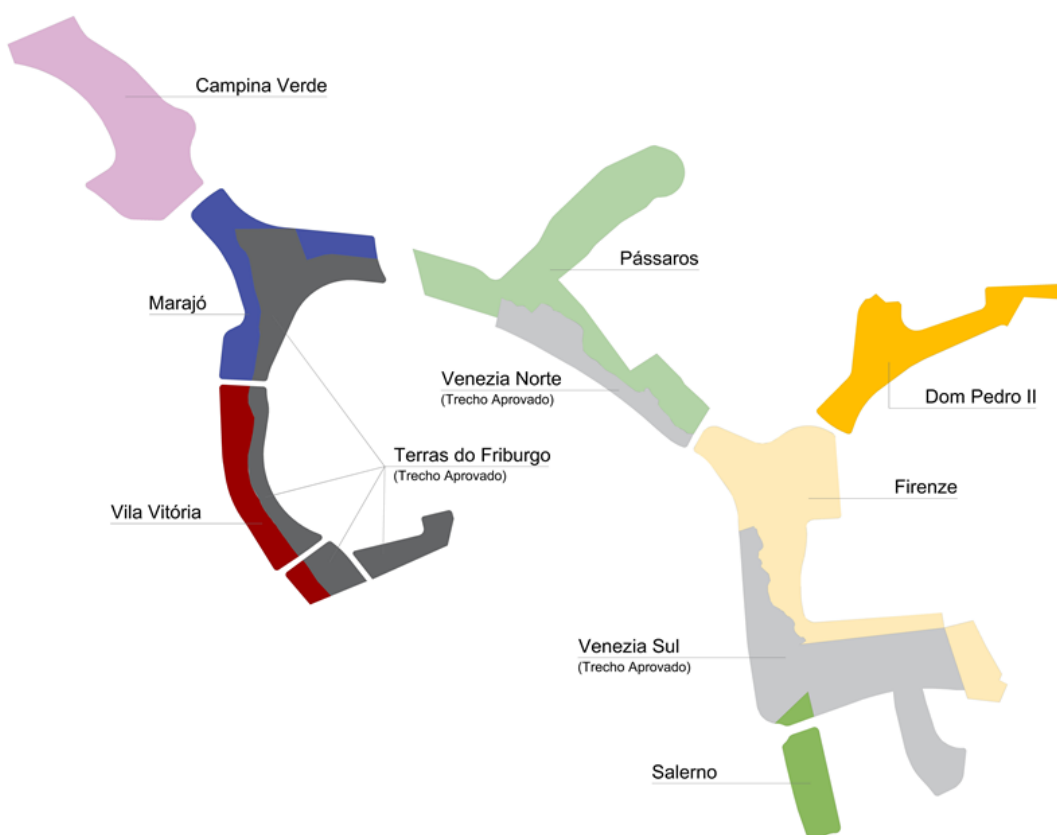 Campina Verde
Pássaros
Marajó
Venezia Norte
(Trecho Aprovado)
Dom Pedro II
Terras do Friburgo
(Trecho Aprovado)
Firenze
Vila Vitória
Venezia Sul
(Trecho Aprovado)
Salerno